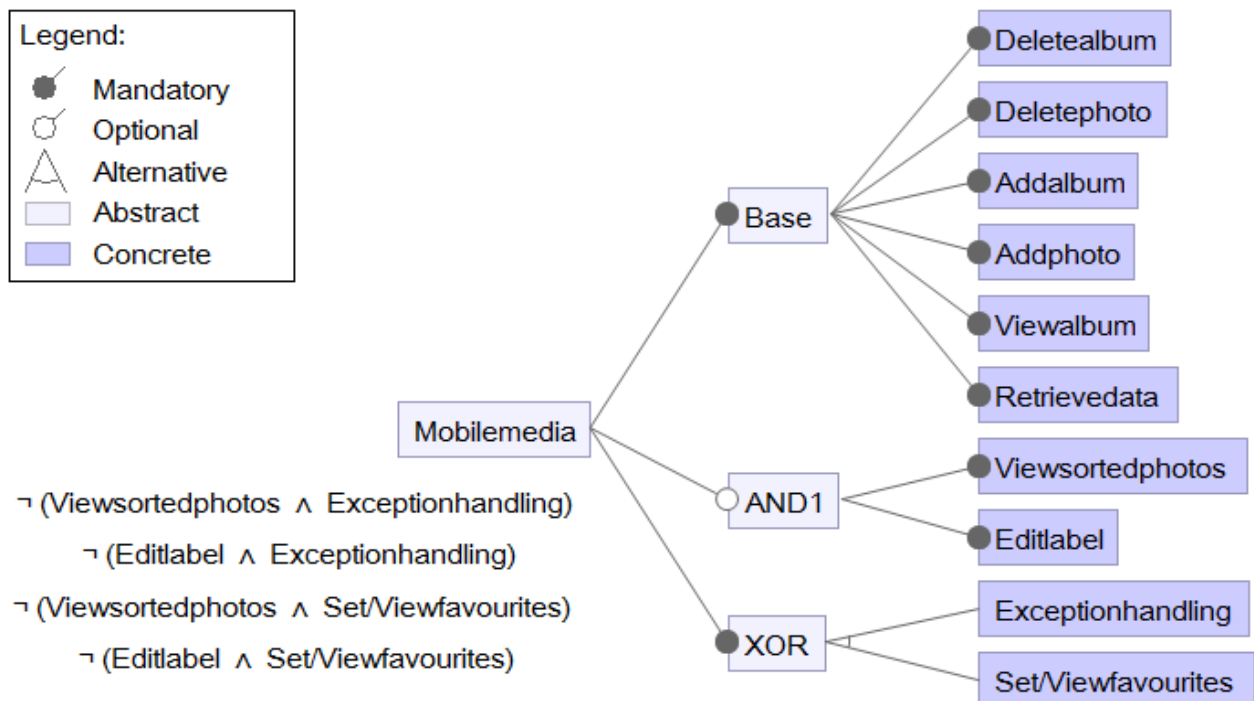 Legend:
Mandatory
Optional
Alternative
Abstract
Concrete
Mobilemedia
Base
Deletealbum
Deletephoto
Addalbum
Addphoto
Viewalbum
Retrievedata
AND1
Viewsortedphotos
Editlabel
XOR
Exceptionhandling
Set/Viewfavourites
¬ (Viewsortedphotos ∧ Exceptionhandling)
¬ (Editlabel ∧ Exceptionhandling)
¬ (Viewsortedphotos ∧ Set/Viewfavourites)
¬ (Editlabel ∧ Set/Viewfavourites)